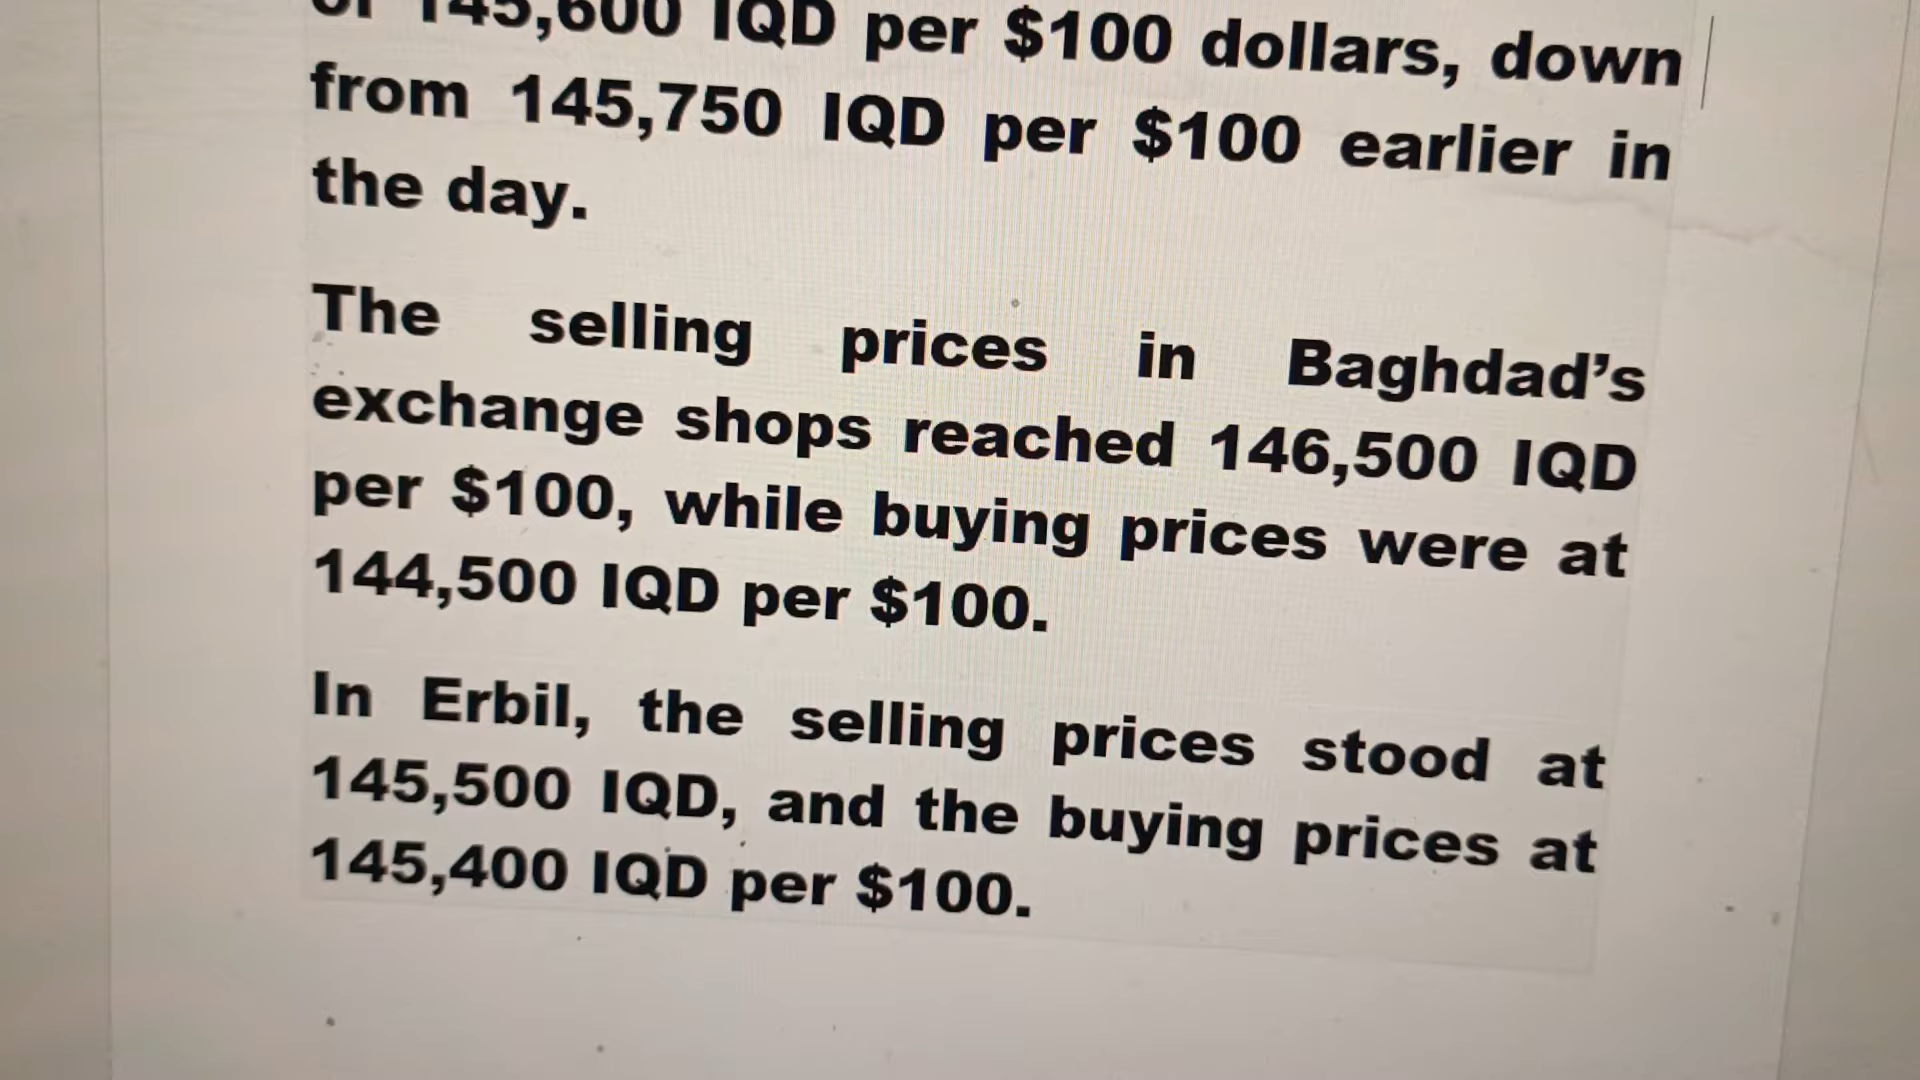 of 145,600 IQD per $100 dollars, down
from 145,750 IQD per $100 earlier in
the day.
The selling prices in Baghdad’s
exchange shops reached 146,500 IQD
per $100, while buying prices were at
144,500 IQD per $100.
In Erbil, the selling prices stood at
145,500 IQD, and the buying prices at
145,400 IQD per $100.